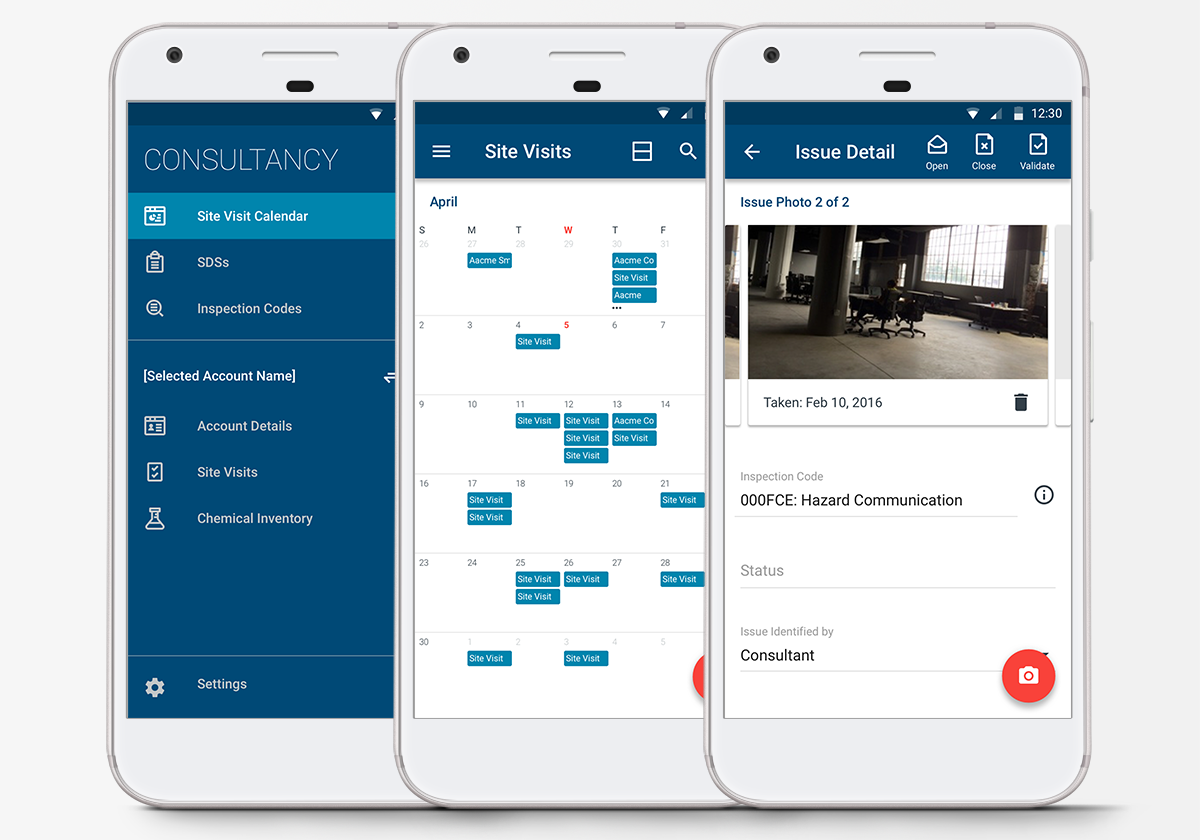 CONSULTANCY
Site Visit Calendar
SDSs
Inspection Codes
[Selected Account Name]
Account Details
Site Visits
Chemical Inventory
Settings
Site Visits
April
S M T W T F
26 27 28 29 30 31
Aacme Sm Aacme Co
Site Visit
Aacme
•••
2 3 4 5 6 7
Site Visit
9 10 11 12 13 14
Site Visit Site Visit Aacme Co
Site Visit Site Visit
Site Visit
16 17 18 19 20 21
Site Visit Site Visit
Site Visit
23 24 25 26 27 28
Site Visit Site Visit Site Visit
Site Visit
30 1 2 3 4 5
Site Visit Site Visit
12:30
Issue Detail
Open Close Validate
Issue Photo 2 of 2
Taken: Feb 10, 2016
Inspection Code
000FCE: Hazard Communication
Status
Issue Identified by
Consultant